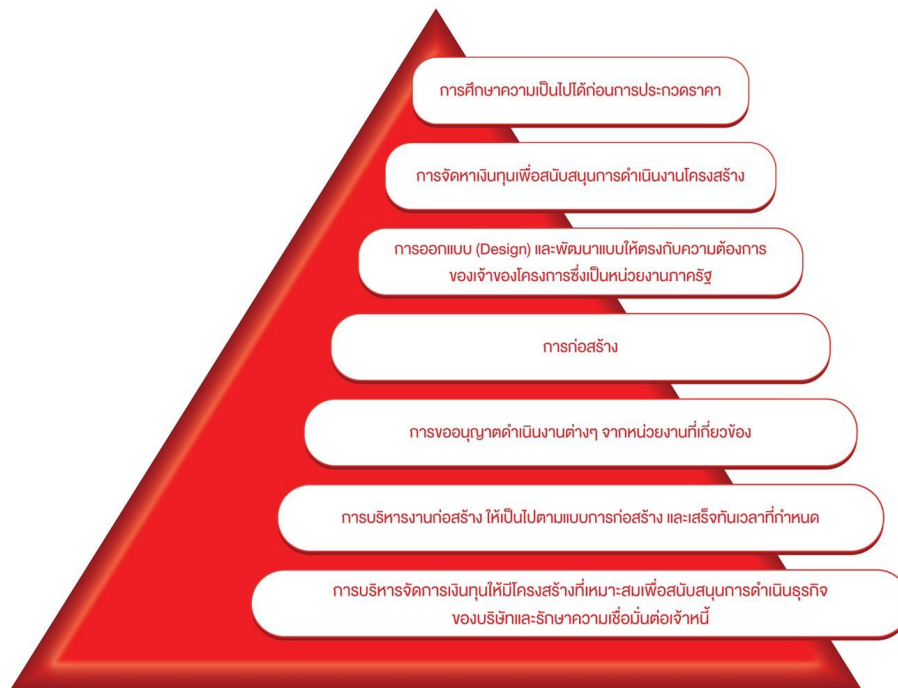 การศึกษาความเป็นไปได้ก่อนการประกวดราคา
การจัดหาเงินทุนเพื่อสนับสนุนการดำเนินงานโครงสร้าง
การออกแบบ (Design) และพัฒนาแบบให้ตรงกับความต้องการ
ของเจ้าของโครงการซึ่งเป็นหน่วยงานภาครัฐ
การก่อสร้าง
การขออนุญาตดำเนินงานต่างๆ จากหน่วยงานที่เกี่ยวข้อง
การบริหารงานก่อสร้าง ให้เป็นไปตามแบบการก่อสร้าง และเสร็จทันเวลาที่กำหนด
การบริหารจัดการเงินทุนให้มีโครงสร้างที่เหมาะสมเพื่อสนับสนุนการดำเนินธุรกิจ
ของบริษัทและรักษาความเชื่อมั่นต่อเจ้าหนี้